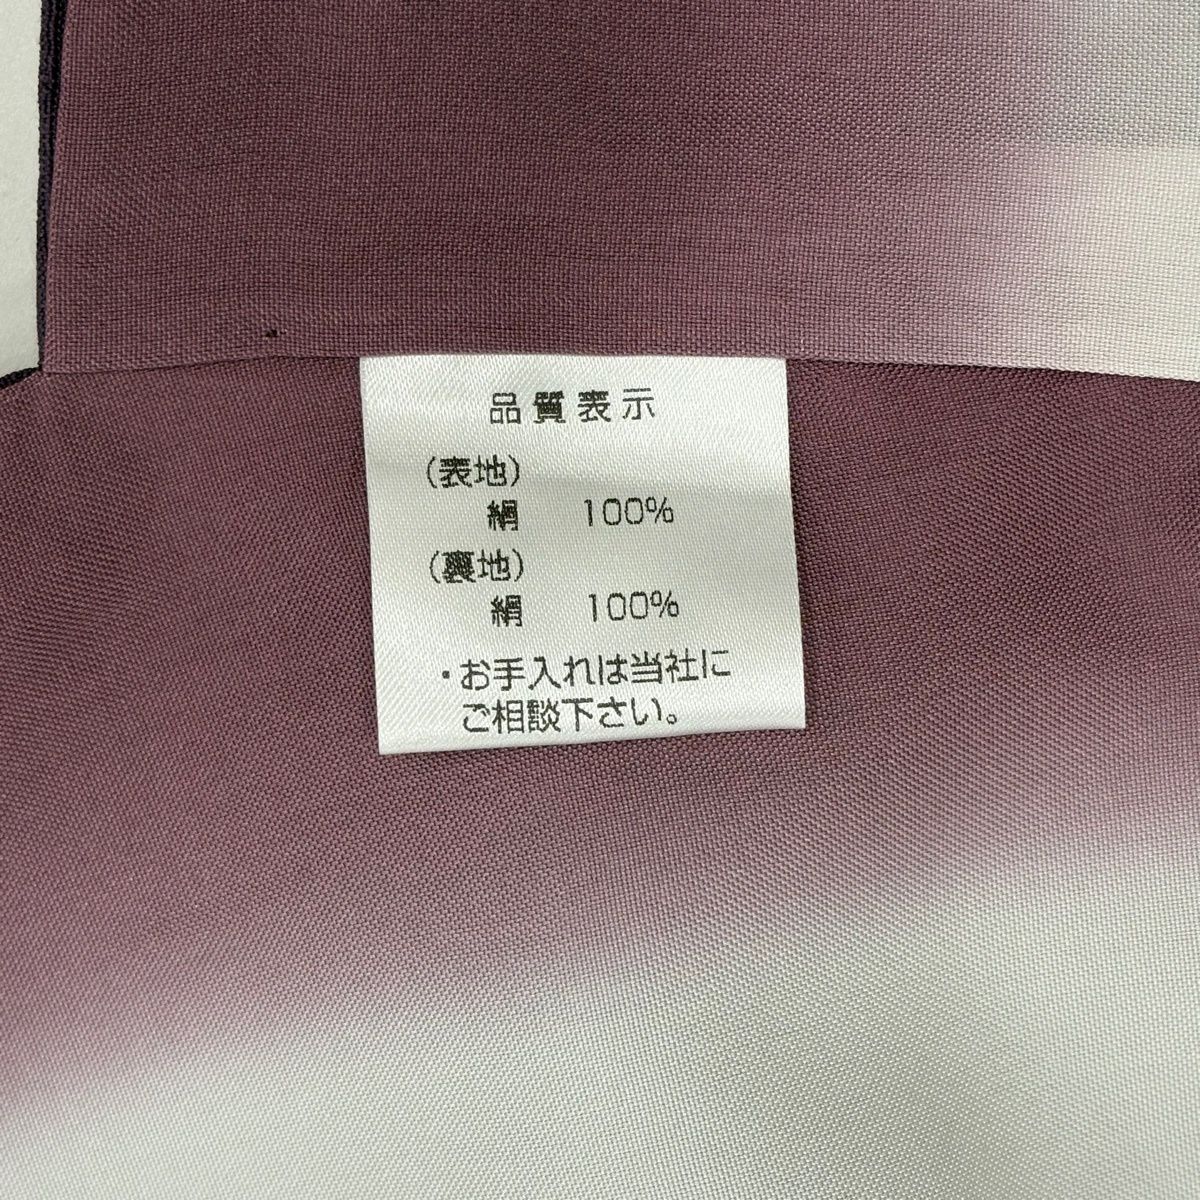 品質表示
(表地)
絹 100%
(裏地)
絹 100%
・お手入れは当社に
ご相談下さい。